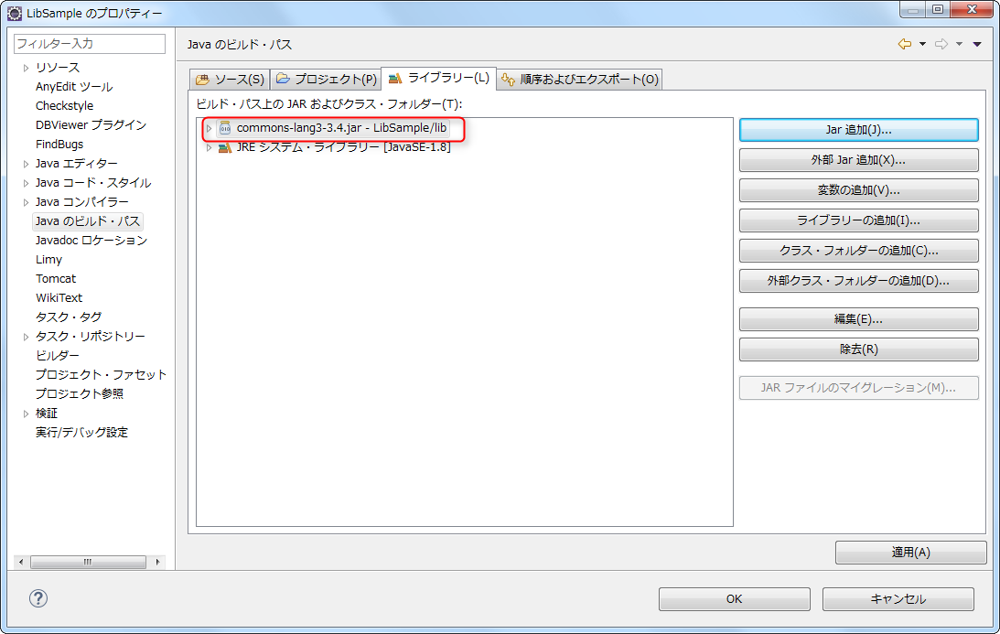 LibSample のプロパティー
フィルター入力
リソース
AnyEdit ツール
Checkstyle
DBViewer プラグイン
FindBugs
Java エディター
Java コード・スタイル
Java コンパイラー
Java のビルド・パス
Javadoc ロケーション
Limy
Tomcat
WikiText
タスク・タグ
タスク・リポジトリー
ビルダー
プロジェクト・ファセット
プロジェクト参照
検証
実行/デバッグ設定
Java のビルド・パス
ソース(S)
プロジェクト(P)
ライブラリー(L)
順序およびエクスポート(O)
ビルド・パス上の JAR およびクラス・フォルダー(T):
commons-lang3-3.4.jar - LibSample/lib
JRE システム・ライブラリー [JavaSE-1.8]
Jar 追加(J)...
外部 Jar 追加(X)...
変数の追加(V)...
ライブラリーの追加(I)...
クラス・フォルダーの追加(C)...
外部クラス・フォルダーの追加(D)...
編集(E)...
除去(R)
JAR ファイルのマイグレーション(M)...
適用(A)
OK
キャンセル